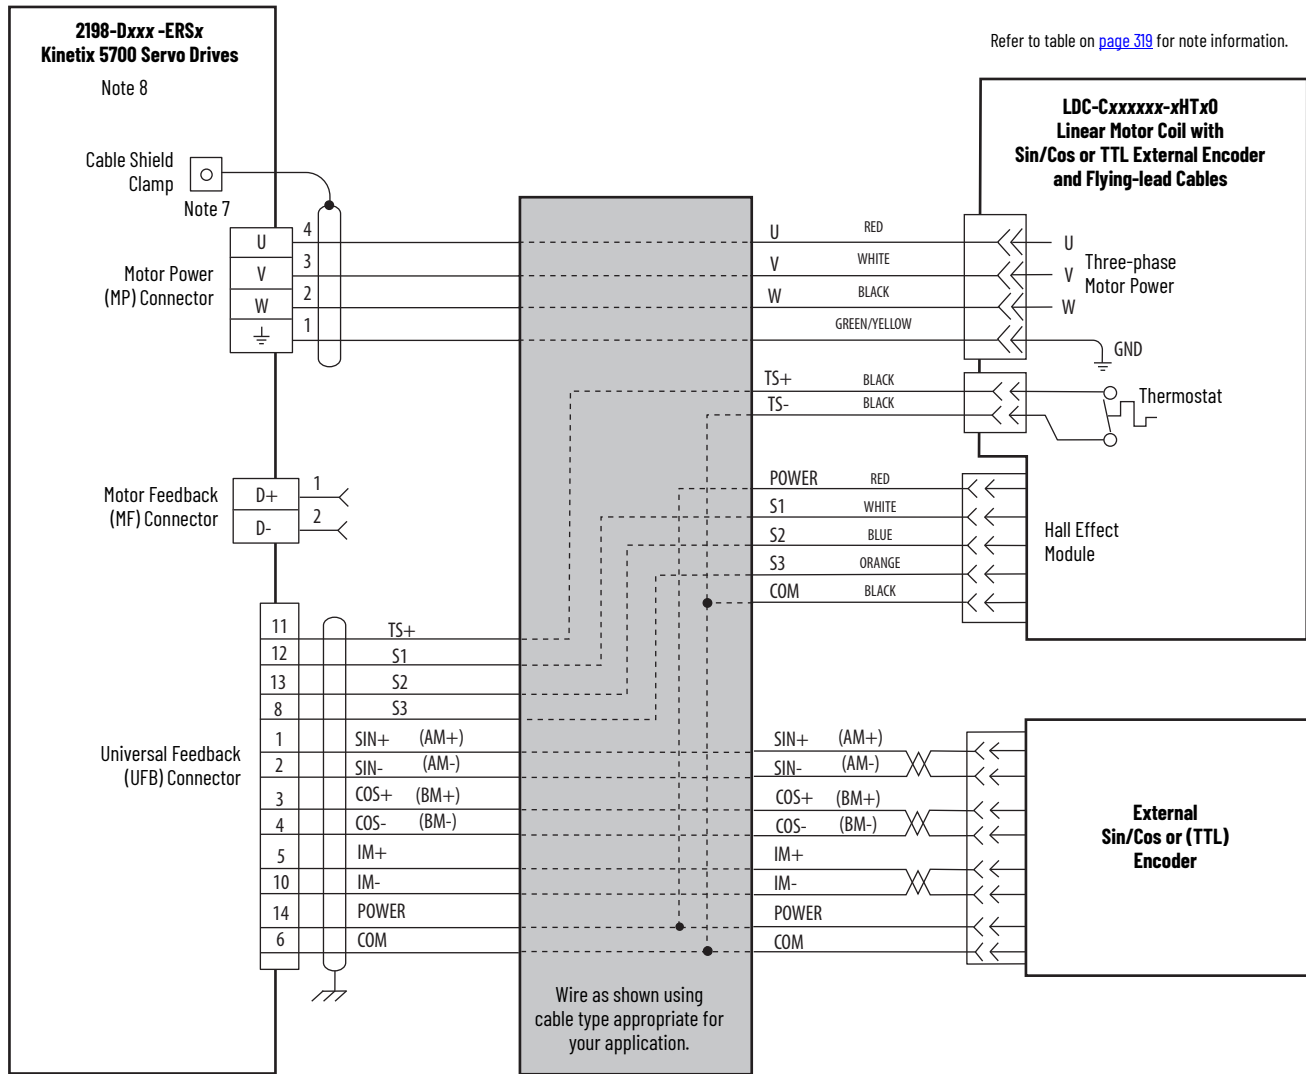 2198-Dxxx -ERSx
Kinetix 5700 Servo Drives
Note 8
Refer to table on page 319 for note information.
LDC-Cxxxxxx-xHTx0
Linear Motor Coil with
Sin/Cos or TTL External Encoder
and Flying-lead Cables
Cable Shield
Clamp
Note 7
Motor Power
(MP) Connector
U
V
W
4
3
2
1
U RED
V WHITE
W BLACK
GREEN/YELLOW
U
V
W
Three-phase
Motor Power
GND
TS+ BLACK
TS- BLACK
Thermostat
Motor Feedback
(MF) Connector
D+ 1
D- 2
POWER RED
S1 WHITE
S2 BLUE
S3 ORANGE
COM BLACK
Hall Effect
Module
Universal Feedback
(UFB) Connector
11 TS+
12 S1
13 S2
8 S3
1 SIN+ (AM+)
2 SIN- (AM-)
3 COS+ (BM+)
4 COS- (BM-)
5 IM+
10 IM-
14 POWER
6 COM
SIN+ (AM+)
SIN- (AM-)
COS+ (BM+)
COS- (BM-)
IM+
IM-
POWER
COM
External
Sin/Cos or (TTL)
Encoder
Wire as shown using
cable type appropriate for
your application.